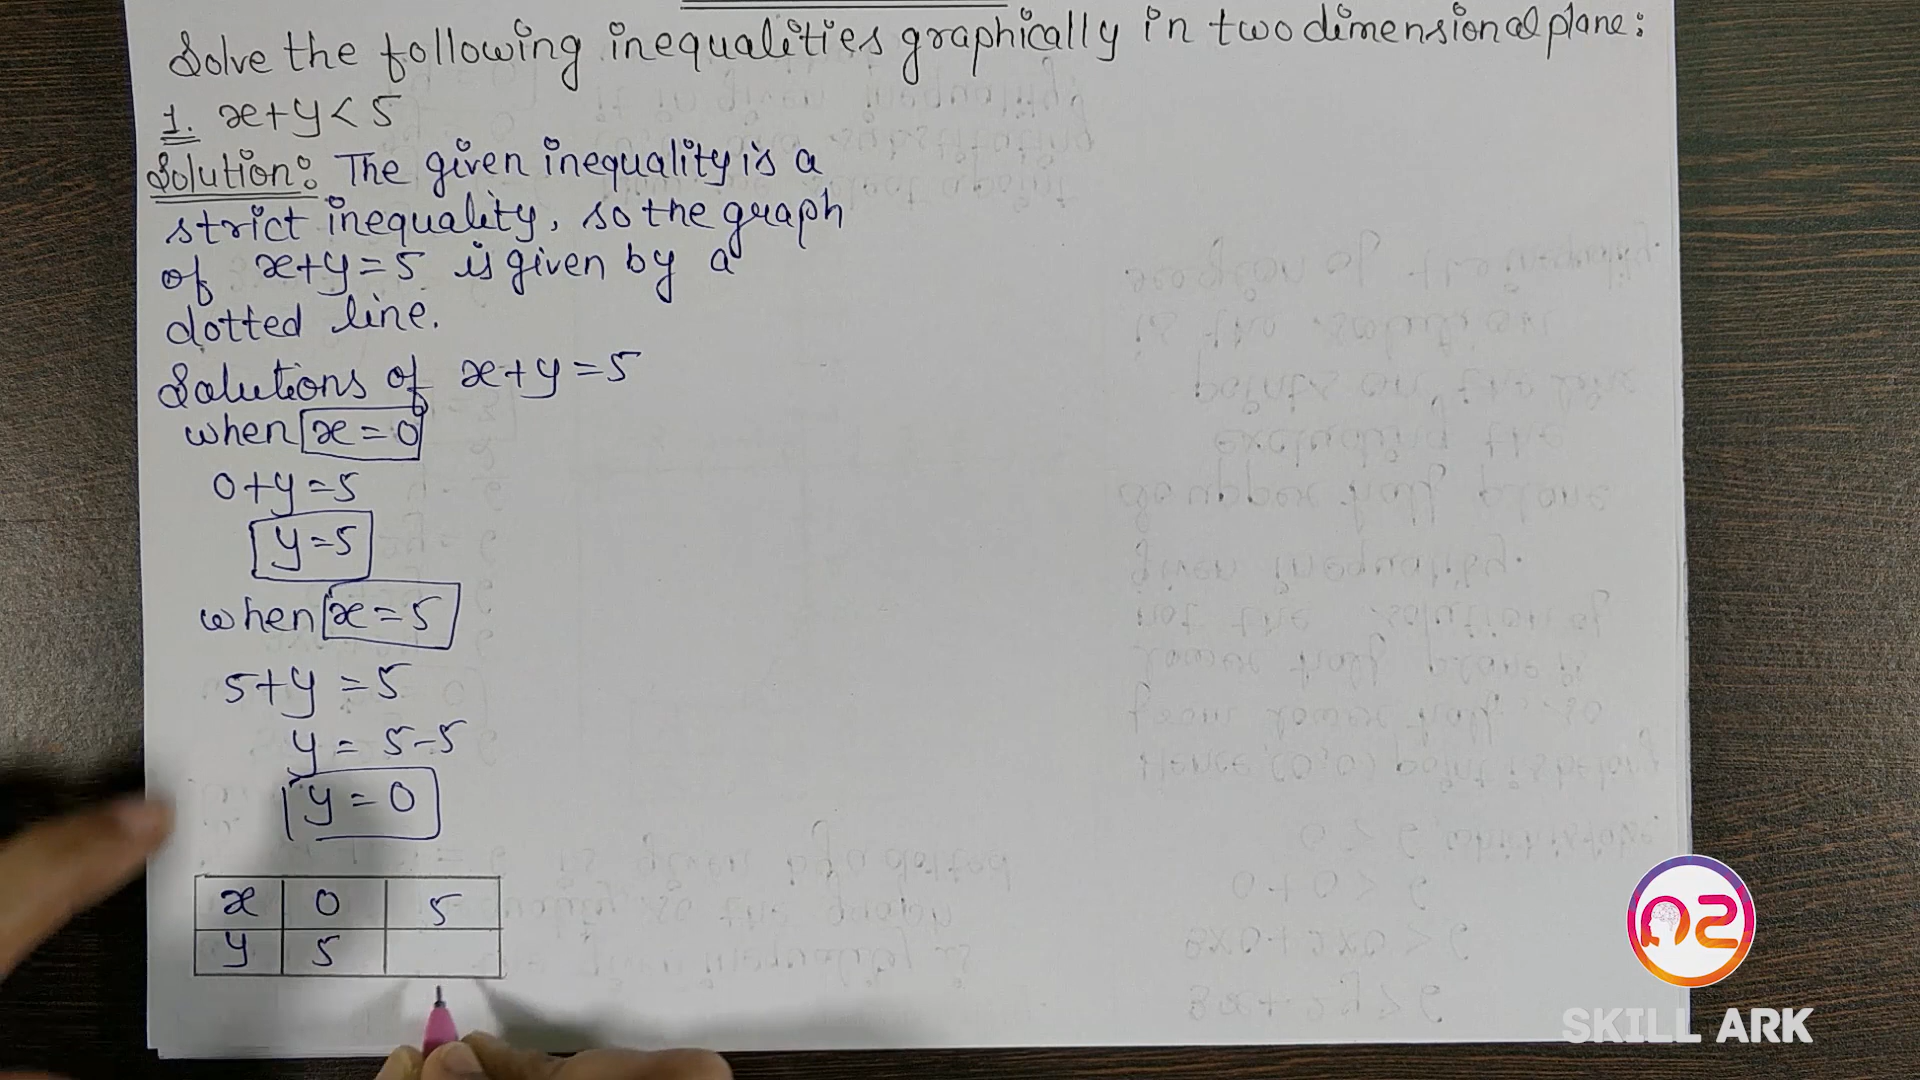 Solve the following inequalities graphically in two dimensional plane:
1. x+y<5
Solution: The given inequality is a
strict inequality, so the graph
of x+y=5 is given by a
dotted line.
Solutions of x+y=5
when x=0
0+y=5
y=5
when x=5
5+y=5
y=5-5
y=0
x 0 5
y 5
SKILL ARK